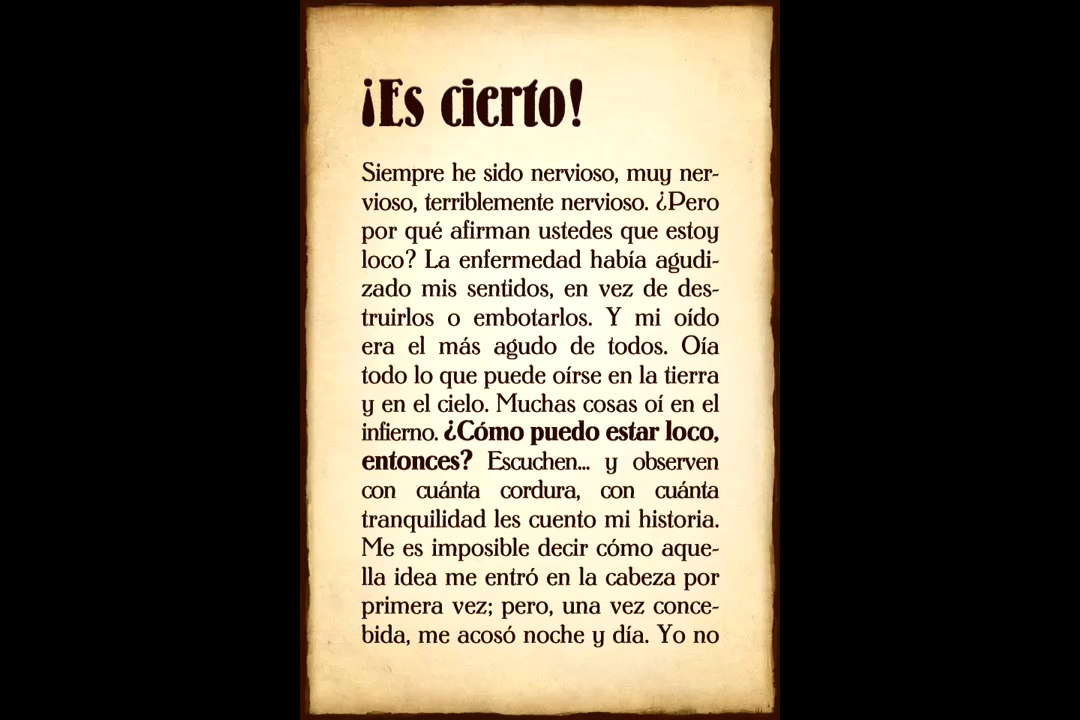 ¡Es cierto!
Siempre he sido nervioso, muy ner-
vioso, terriblemente nervioso. ¿Pero
por qué afirman ustedes que estoy
loco? La enfermedad había agudi-
zado mis sentidos, en vez de des-
truirlos o embotarlos. Y mi oído
era el más agudo de todos. Oía
todo lo que puede oírse en la tierra
y en el cielo. Muchas cosas oí en el
infierno. ¿Cómo puedo estar loco,
entonces? Escuchen... y observen
con cuánta cordura, con cuánta
tranquilidad les cuento mi historia.
Me es imposible decir cómo aque-
lla idea me entró en la cabeza por
primera vez; pero, una vez conce-
bida, me acosó noche y día. Yo no